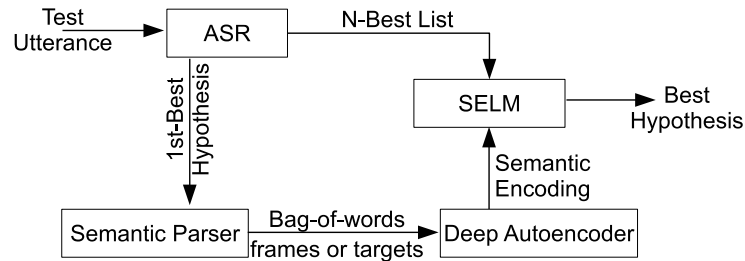 Test
Utterance
ASR
N-Best List
1st-Best
Hypothesis
SELM
Best
Hypothesis
Semantic
Encoding
Semantic Parser
Bag-of-words
frames or targets
Deep Autoencoder